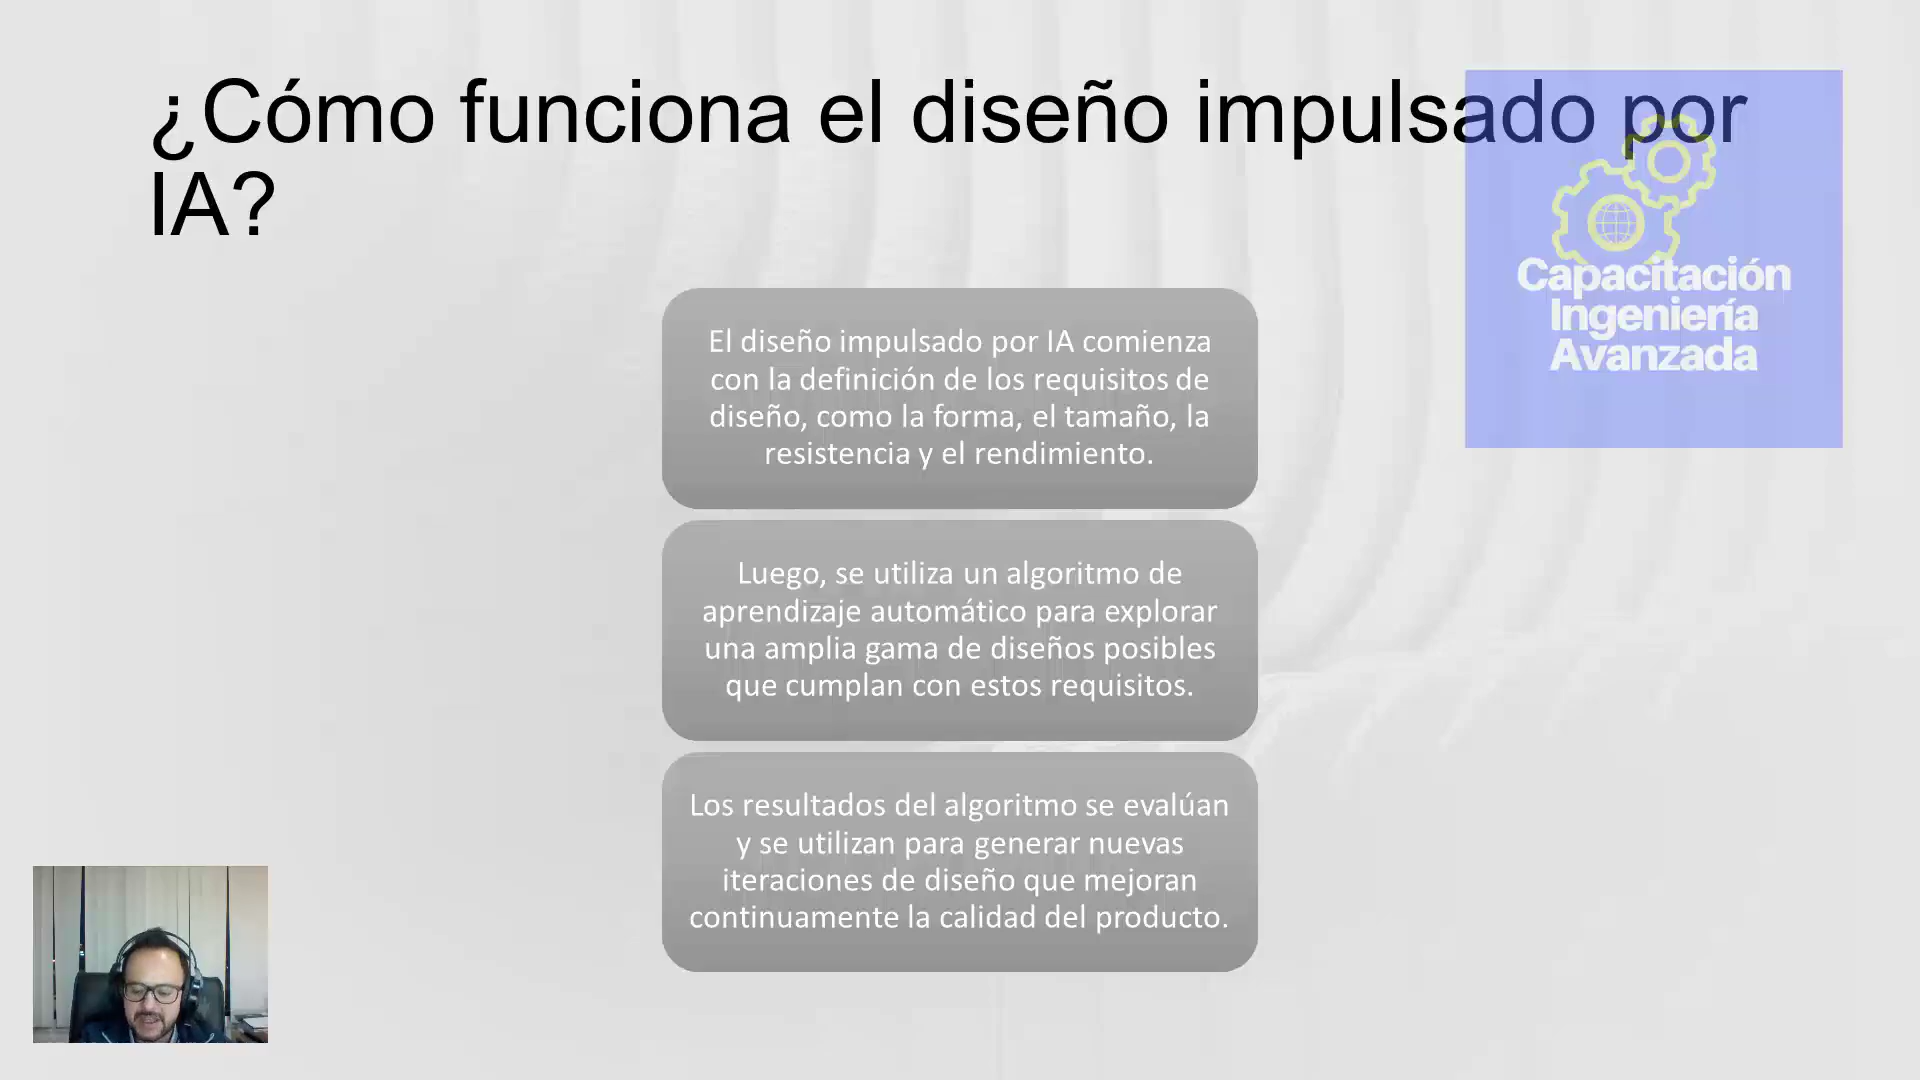 ¿Cómo funciona el diseño impulsado por
IA?
Capacitación
Ingeniería
Avanzada
El diseño impulsado por IA comienza
con la definición de los requisitos de
diseño, como la forma, el tamaño, la
resistencia y el rendimiento.
Luego, se utiliza un algoritmo de
aprendizaje automático para explorar
una amplia gama de diseños posibles
que cumplan con estos requisitos.
Los resultados del algoritmo se evalúan
y se utilizan para generar nuevas
iteraciones de diseño que mejoran
continuamente la calidad del producto.